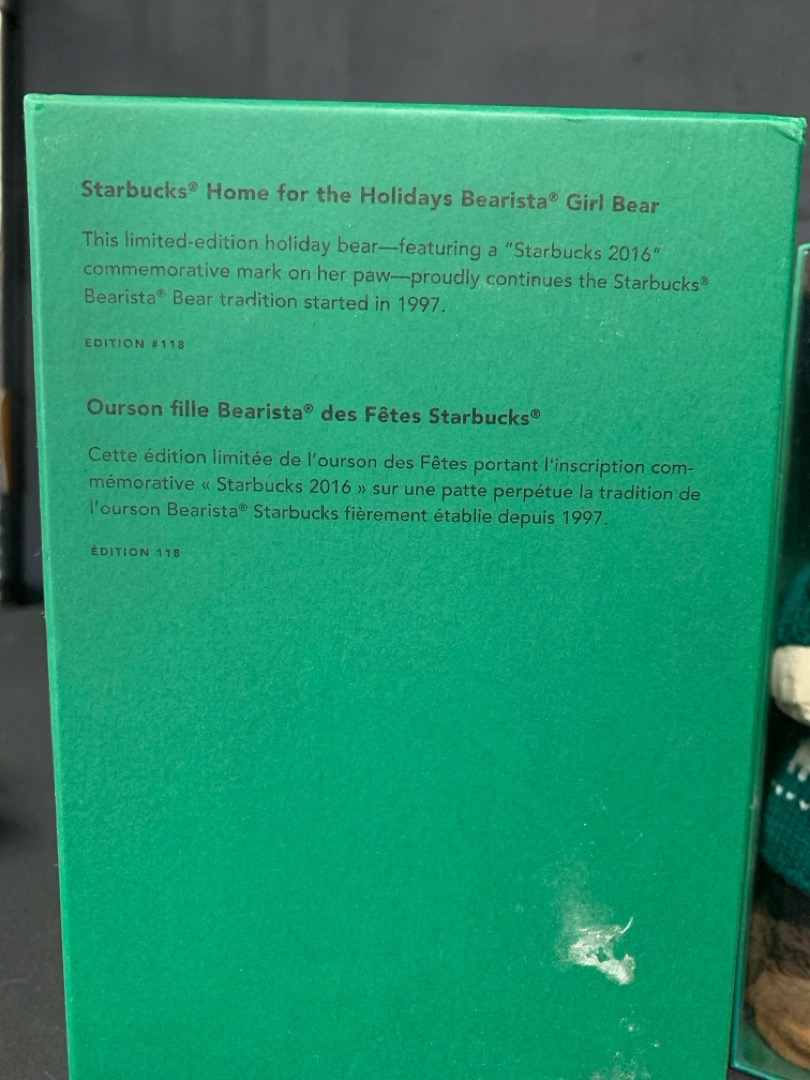 Starbucks® Home for the Holidays Bearista® Girl Bear
This limited-edition holiday bear—featuring a "Starbucks 2016"
commemorative mark on her paw—proudly continues the Starbucks®
Bearista® Bear tradition started in 1997.
EDITION #118
Ourson fille Bearista® des Fêtes Starbucks®
Cette édition limitée de l'ourson des Fêtes portant l'inscription com-
mémorative « Starbucks 2016 » sur une patte perpétue la tradition de
l'ourson Bearista® Starbucks fièrement établie depuis 1997.
ÉDITION 118